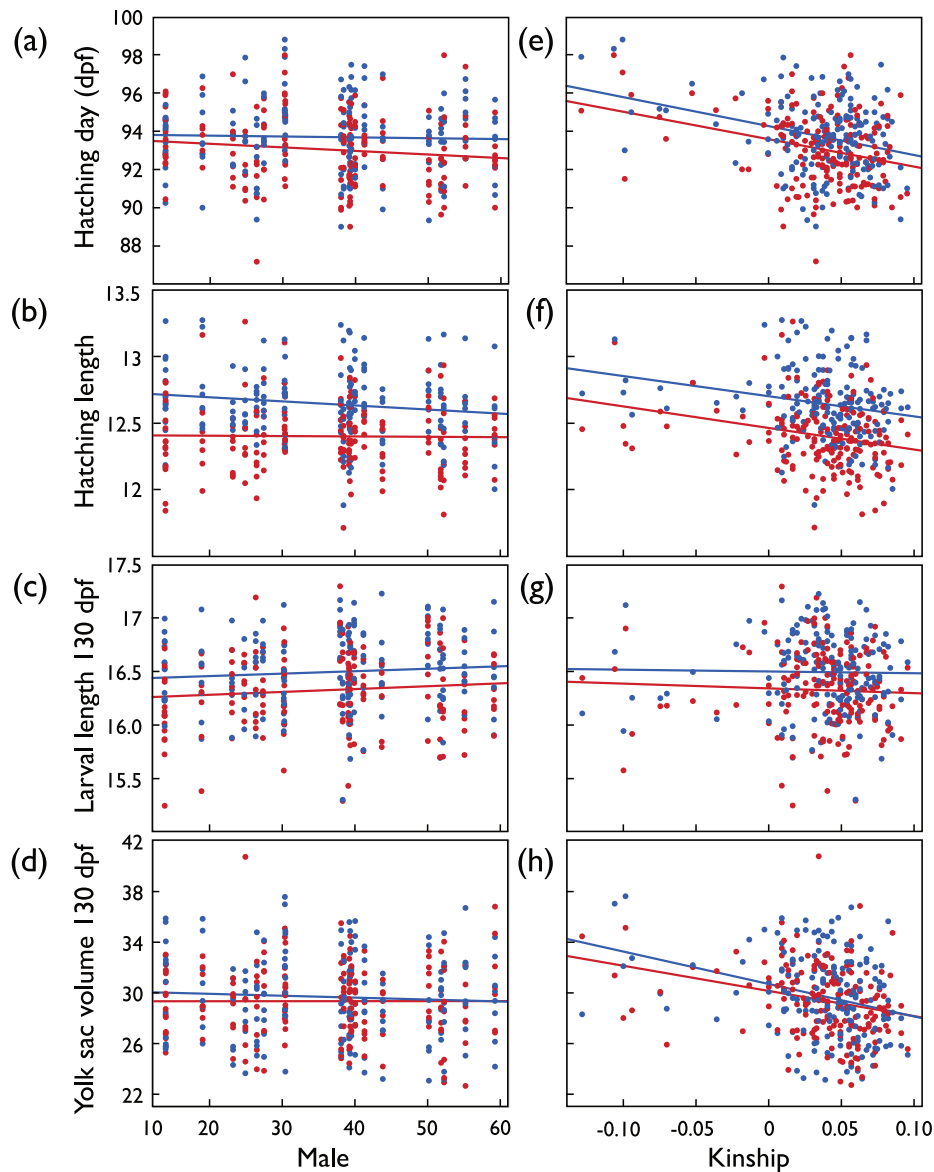 (a)
Hatching day (dpf)
100
98
96
94
92
90
88
(e)
(b)
Hatching length
13.5
13
12.5
12
(f)
(c)
Larval length 130 dpf
17.5
17
16.5
16.0
15.5
(g)
(d)
Yolk sac volume 130 dpf
42
38
34
30
26
22
(h)
10 20 30 40 50 60
Male
-0.10 -0.05 0 0.05 0.10
Kinship